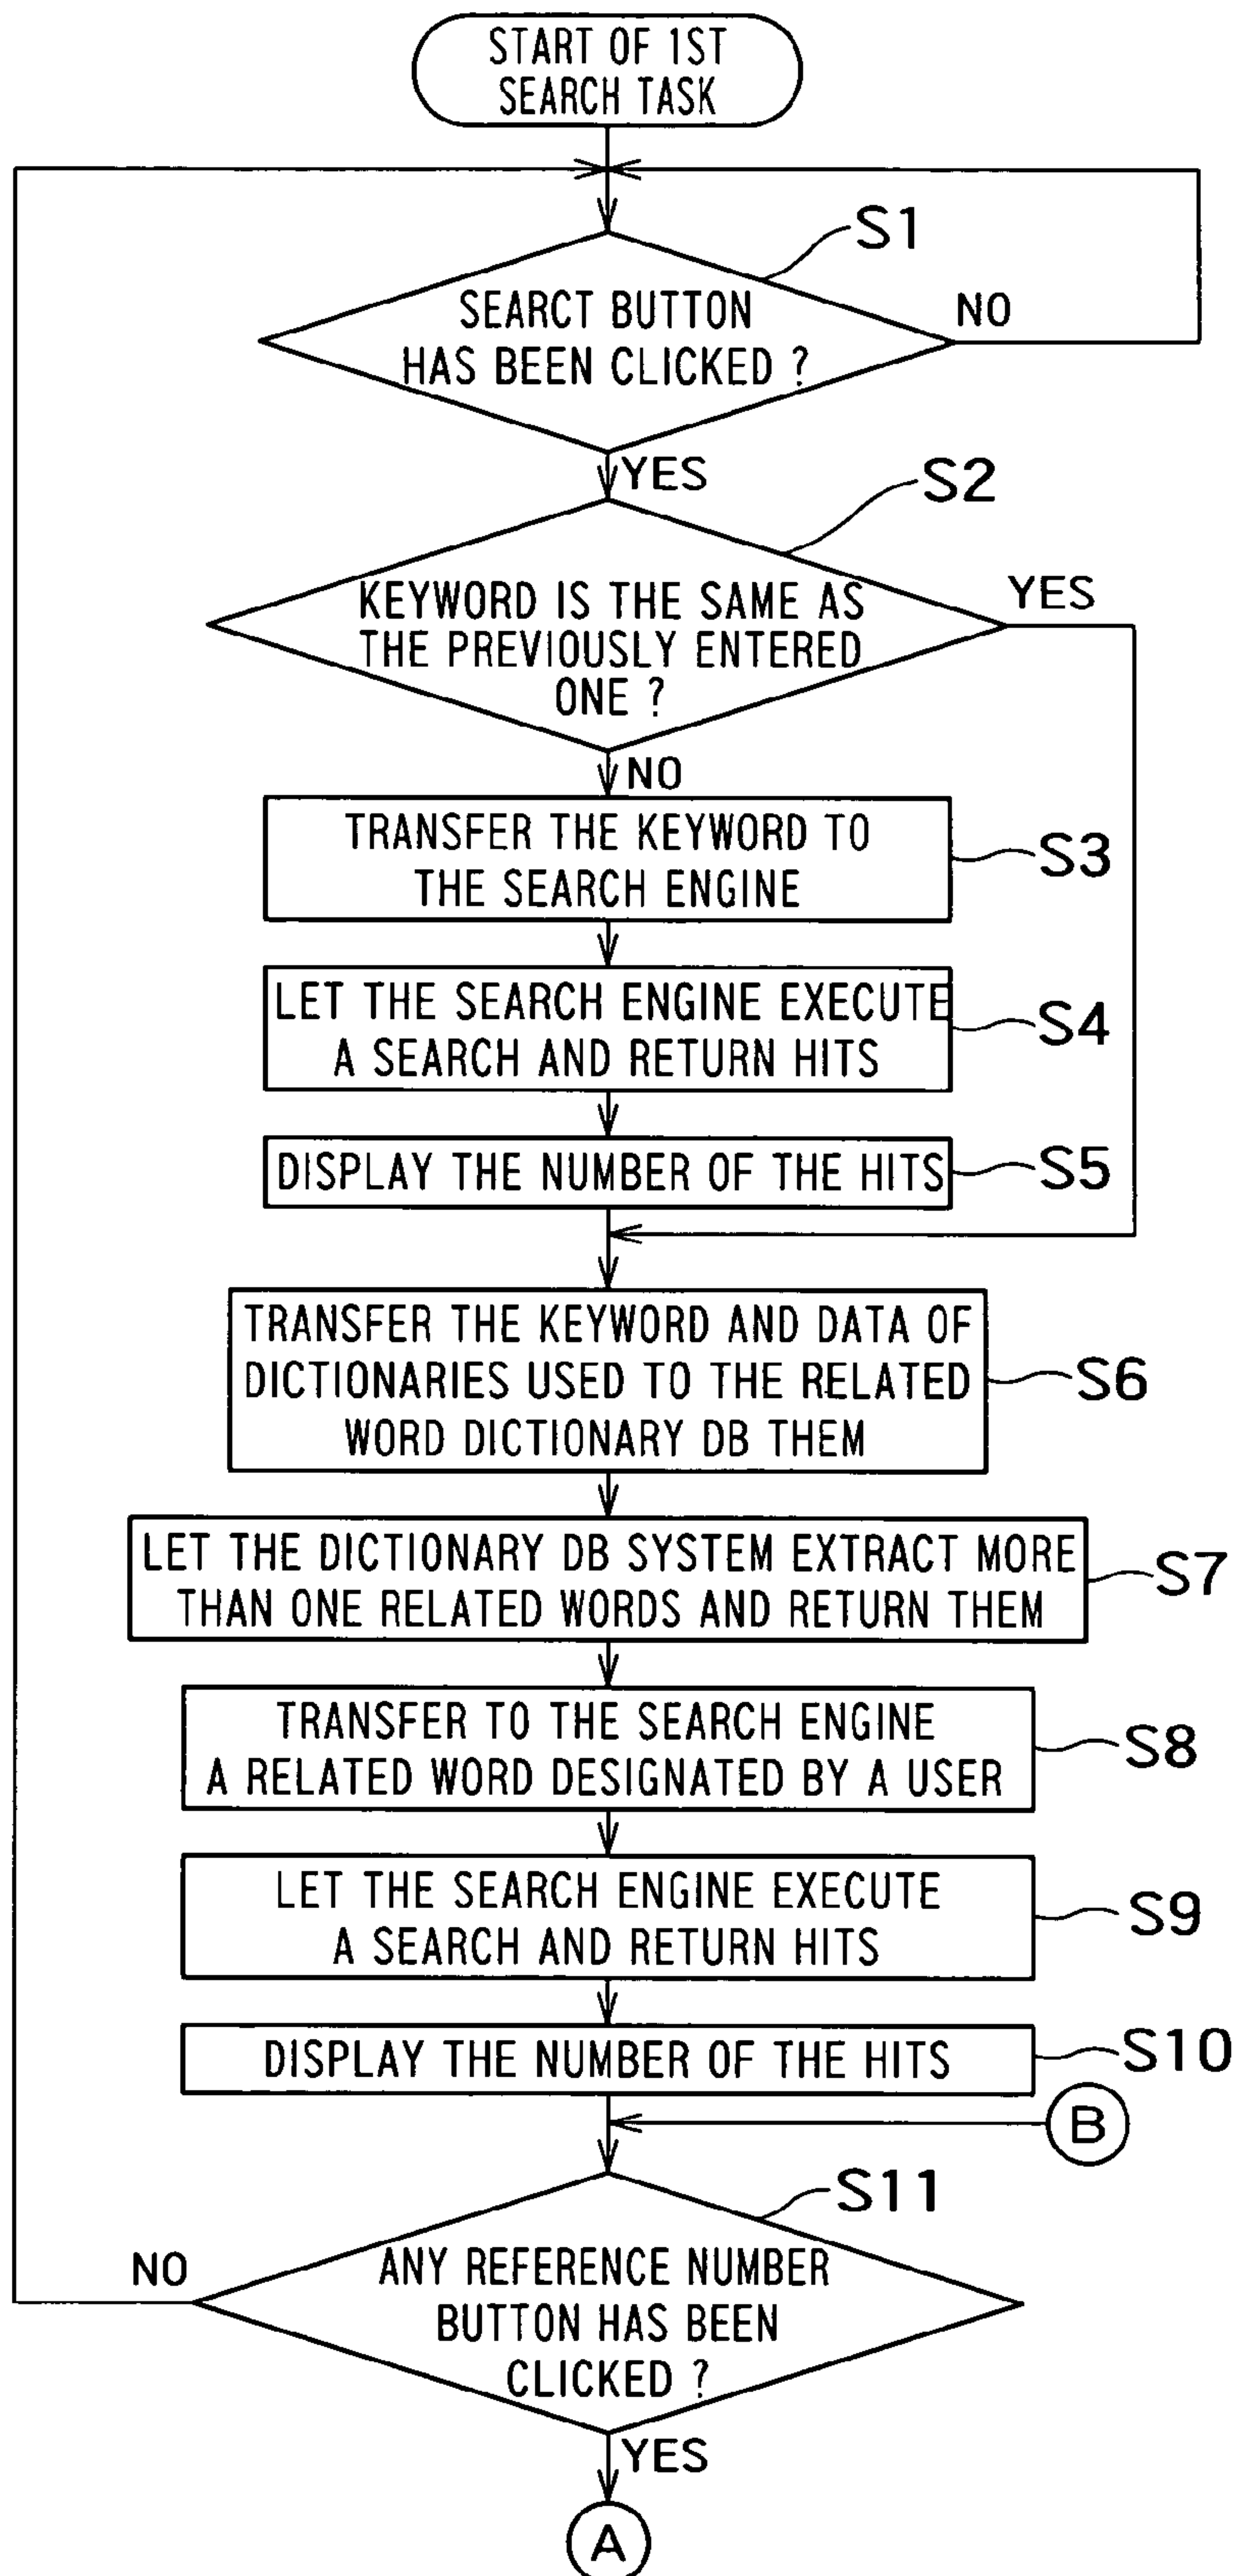 START OF 1ST
SEARCH TASK
S1
SEARCT BUTTON
HAS BEEN CLICKED ?
NO
YES
S2
KEYWORD IS THE SAME AS
THE PREVIOUSLY ENTERED
ONE ?
YES
NO
TRANSFER THE KEYWORD TO
THE SEARCH ENGINE
S3
LET THE SEARCH ENGINE EXECUTE
A SEARCH AND RETURN HITS
S4
DISPLAY THE NUMBER OF THE HITS
S5
TRANSFER THE KEYWORD AND DATA OF
DICTIONARIES USED TO THE RELATED
WORD DICTIONARY DB THEM
S6
LET THE DICTIONARY DB SYSTEM EXTRACT MORE
THAN ONE RELATED WORDS AND RETURN THEM
S7
TRANSFER TO THE SEARCH ENGINE
A RELATED WORD DESIGNATED BY A USER
S8
LET THE SEARCH ENGINE EXECUTE
A SEARCH AND RETURN HITS
S9
DISPLAY THE NUMBER OF THE HITS
S10
B
S11
ANY REFERENCE NUMBER
BUTTON HAS BEEN
CLICKED ?
NO
YES
A